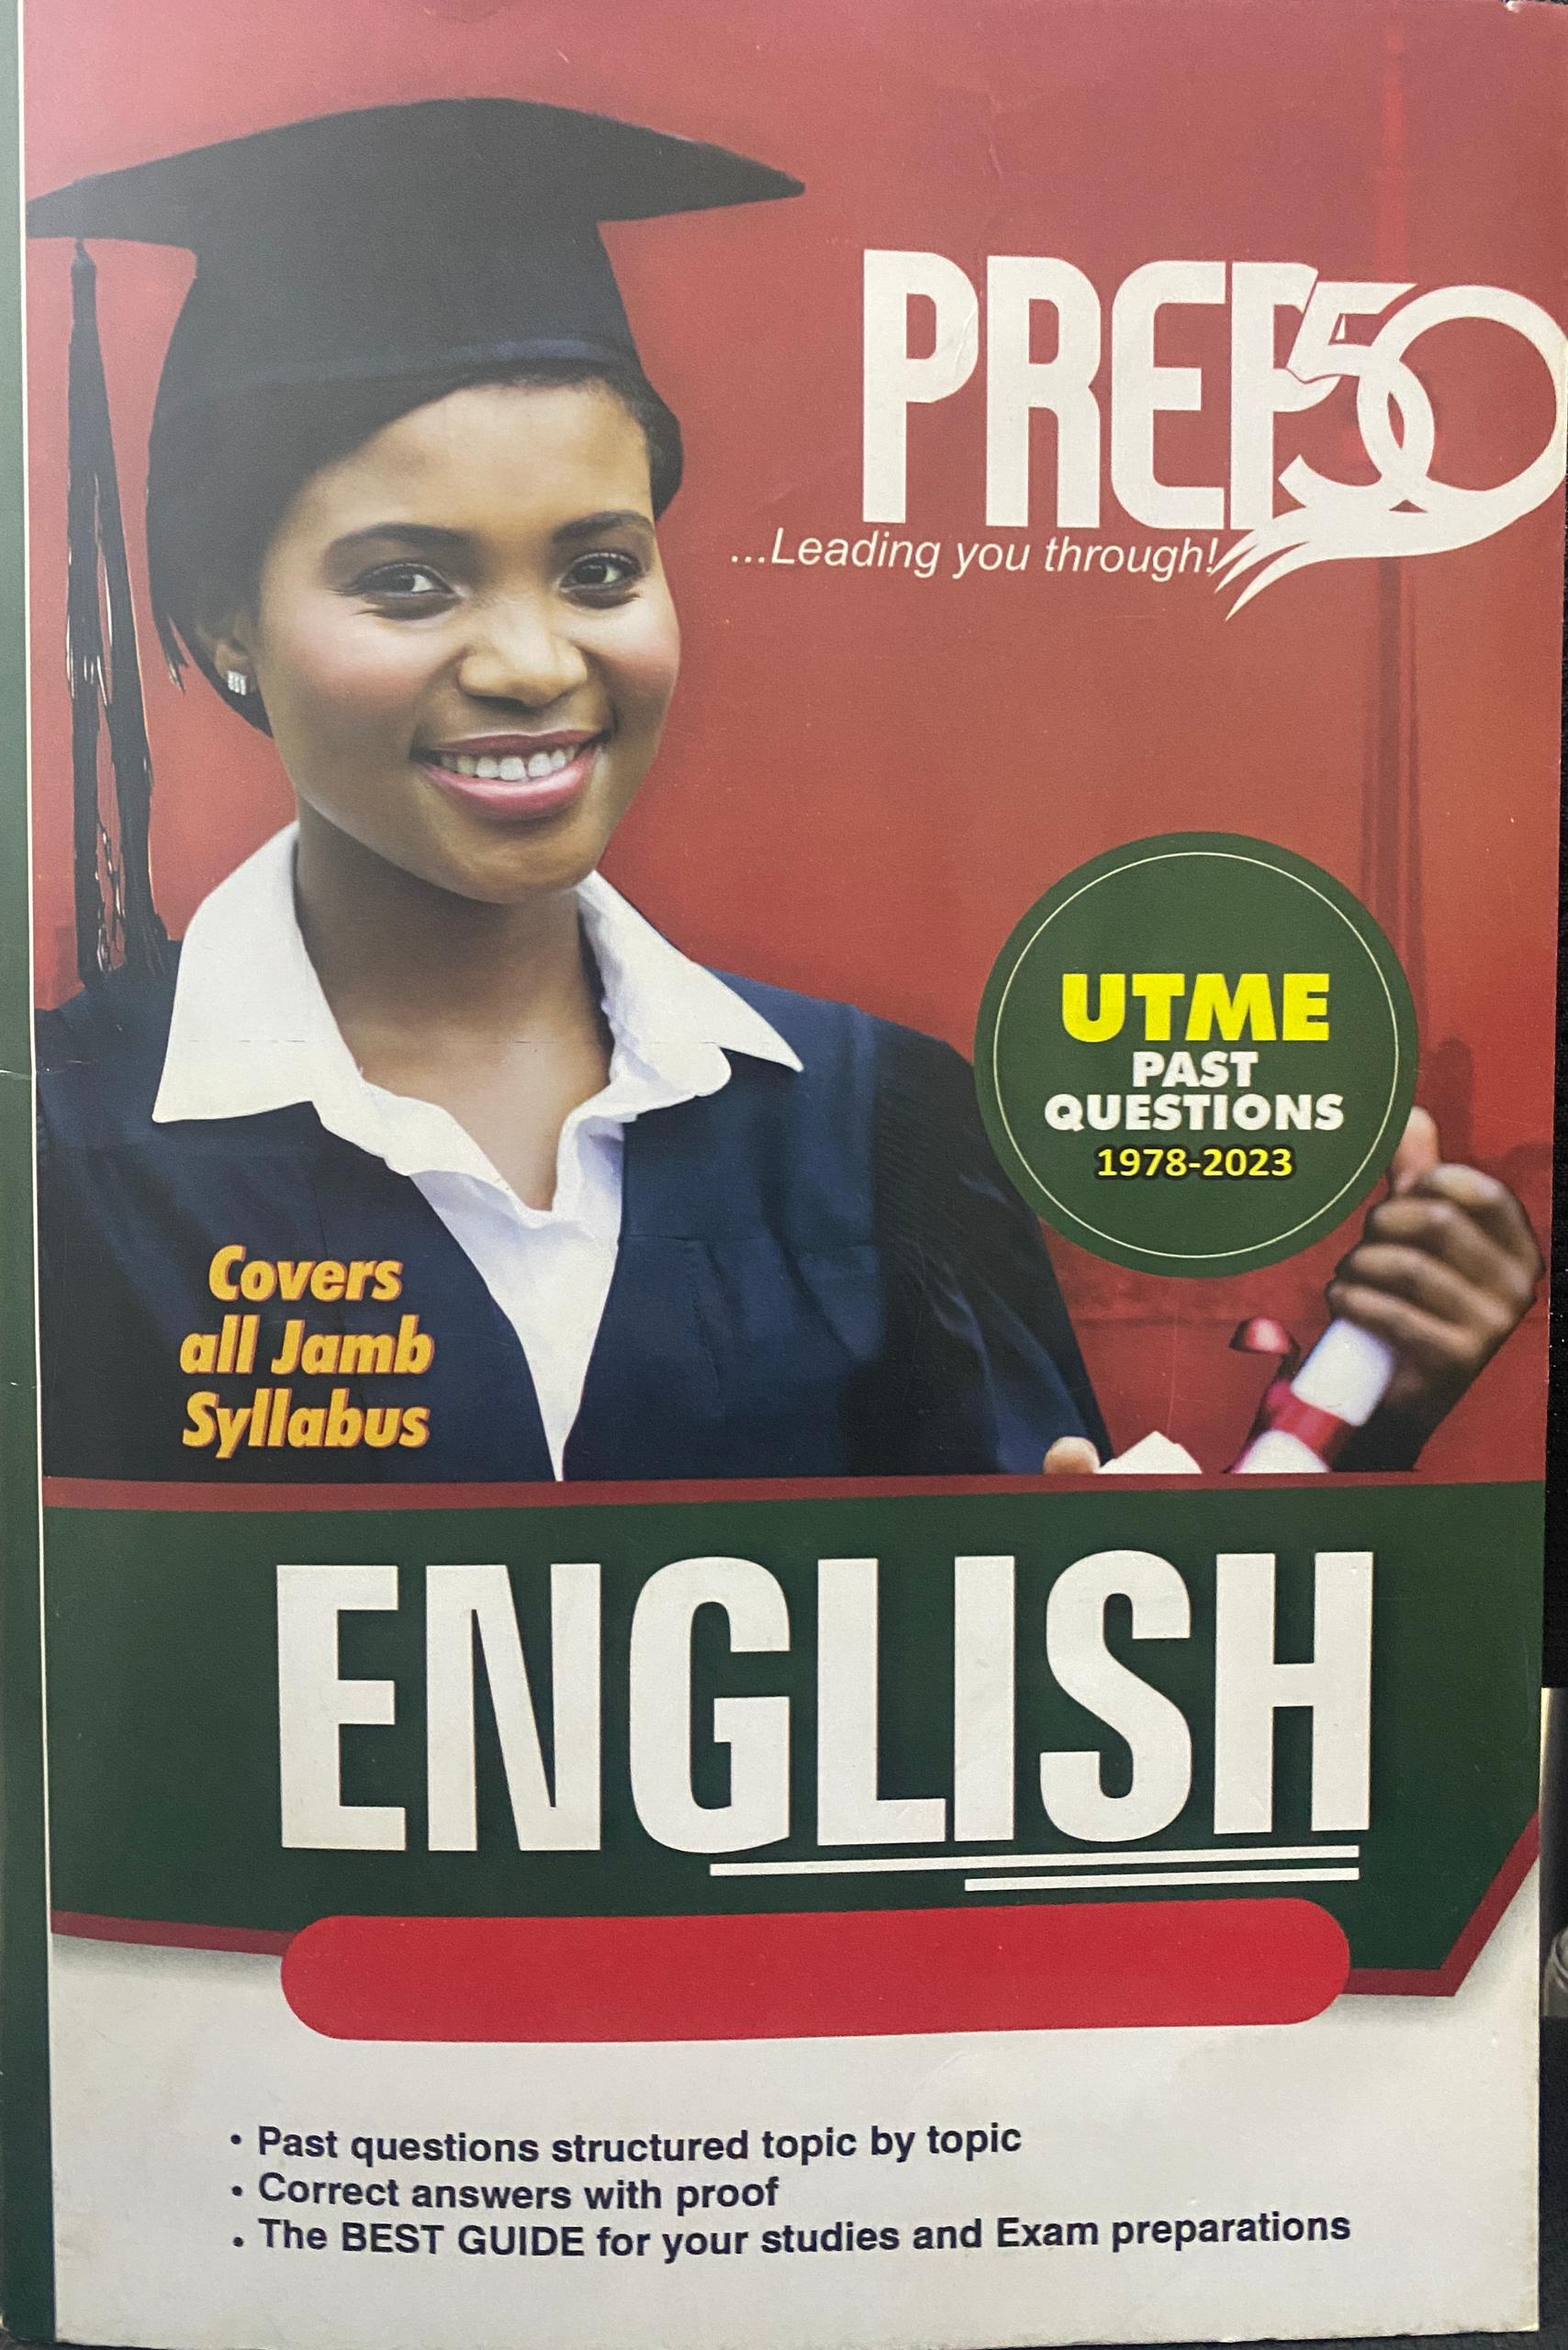 PREP50
...Leading you through!
UTME
PAST
QUESTIONS
1978-2023
Covers
all Jamb
Syllabus
ENGLISH
• Past questions structured topic by topic
• Correct answers with proof
• The BEST GUIDE for your studies and Exam preparations